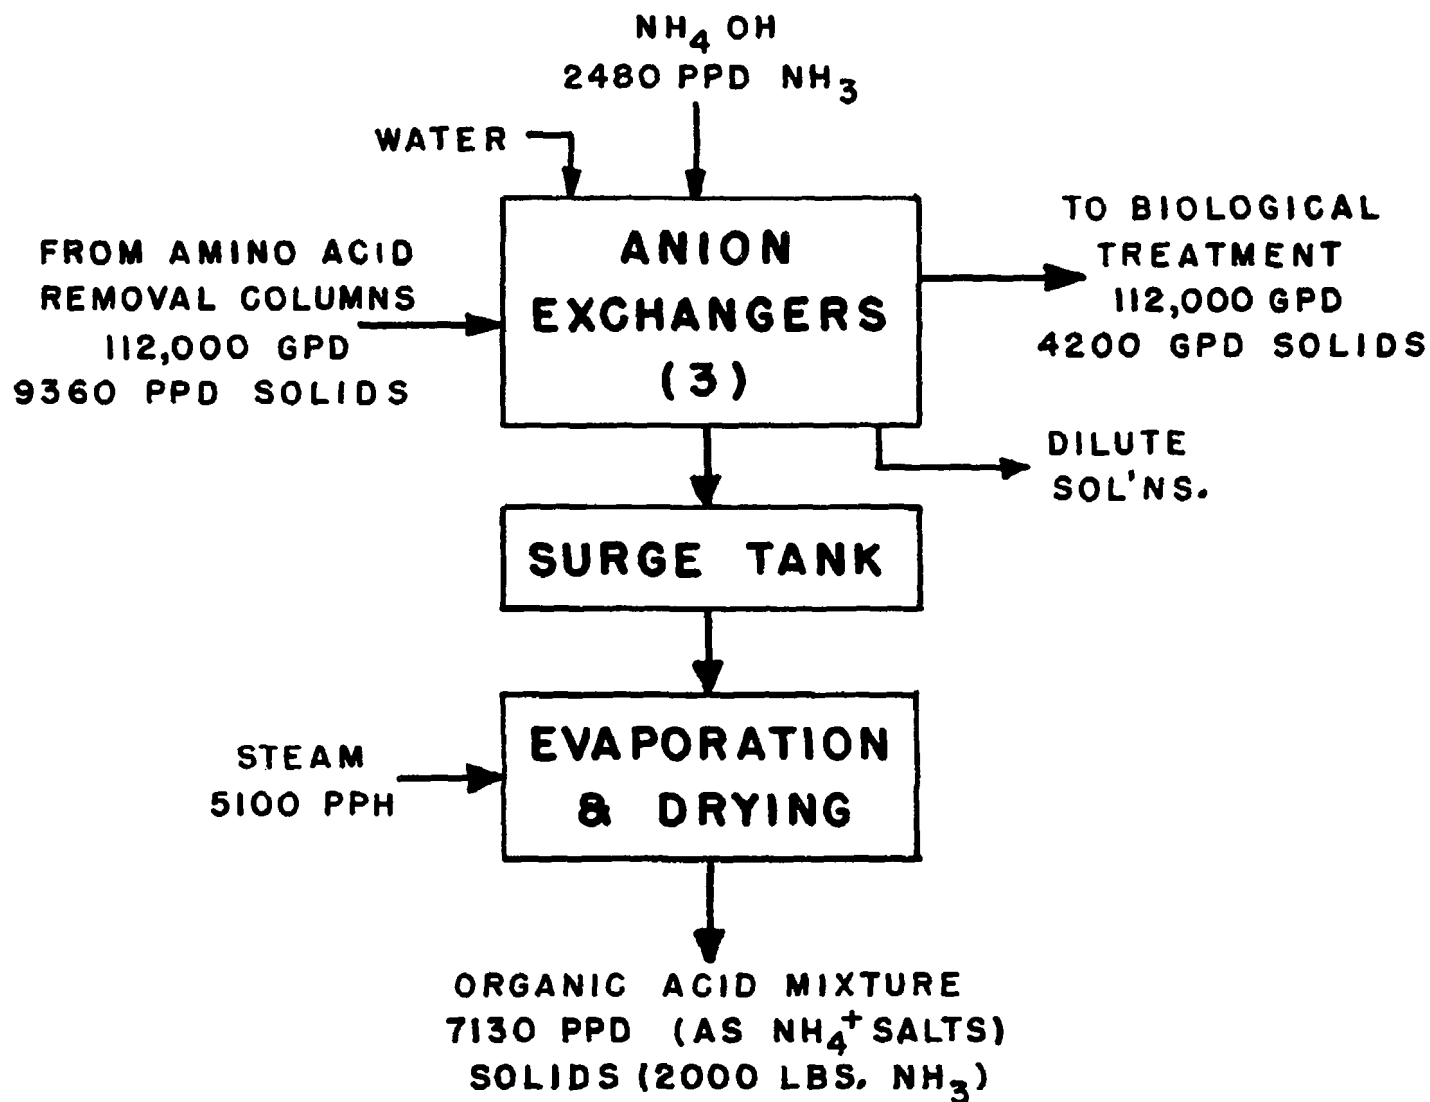 NH4 OH
2480 PPD NH3
WATER
FROM AMINO ACID
REMOVAL COLUMNS
112,000 GPD
9360 PPD SOLIDS
ANION
EXCHANGERS
(3)
TO BIOLOGICAL
TREATMENT
112,000 GPD
4200 GPD SOLIDS
DILUTE
SOL'NS.
SURGE TANK
STEAM
5100 PPH
EVAPORATION
& DRYING
ORGANIC ACID MIXTURE
7130 PPD (AS NH4+ SALTS)
SOLIDS (2000 LBS. NH3)